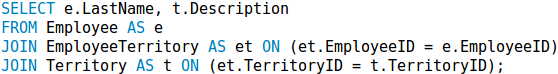 SELECT e.LastName, t.Description
FROM Employee AS e
JOIN EmployeeTerritory AS et ON (et.EmployeeID = e.EmployeeID)
JOIN Territory AS t ON (et.TerritoryID = t.TerritoryID);